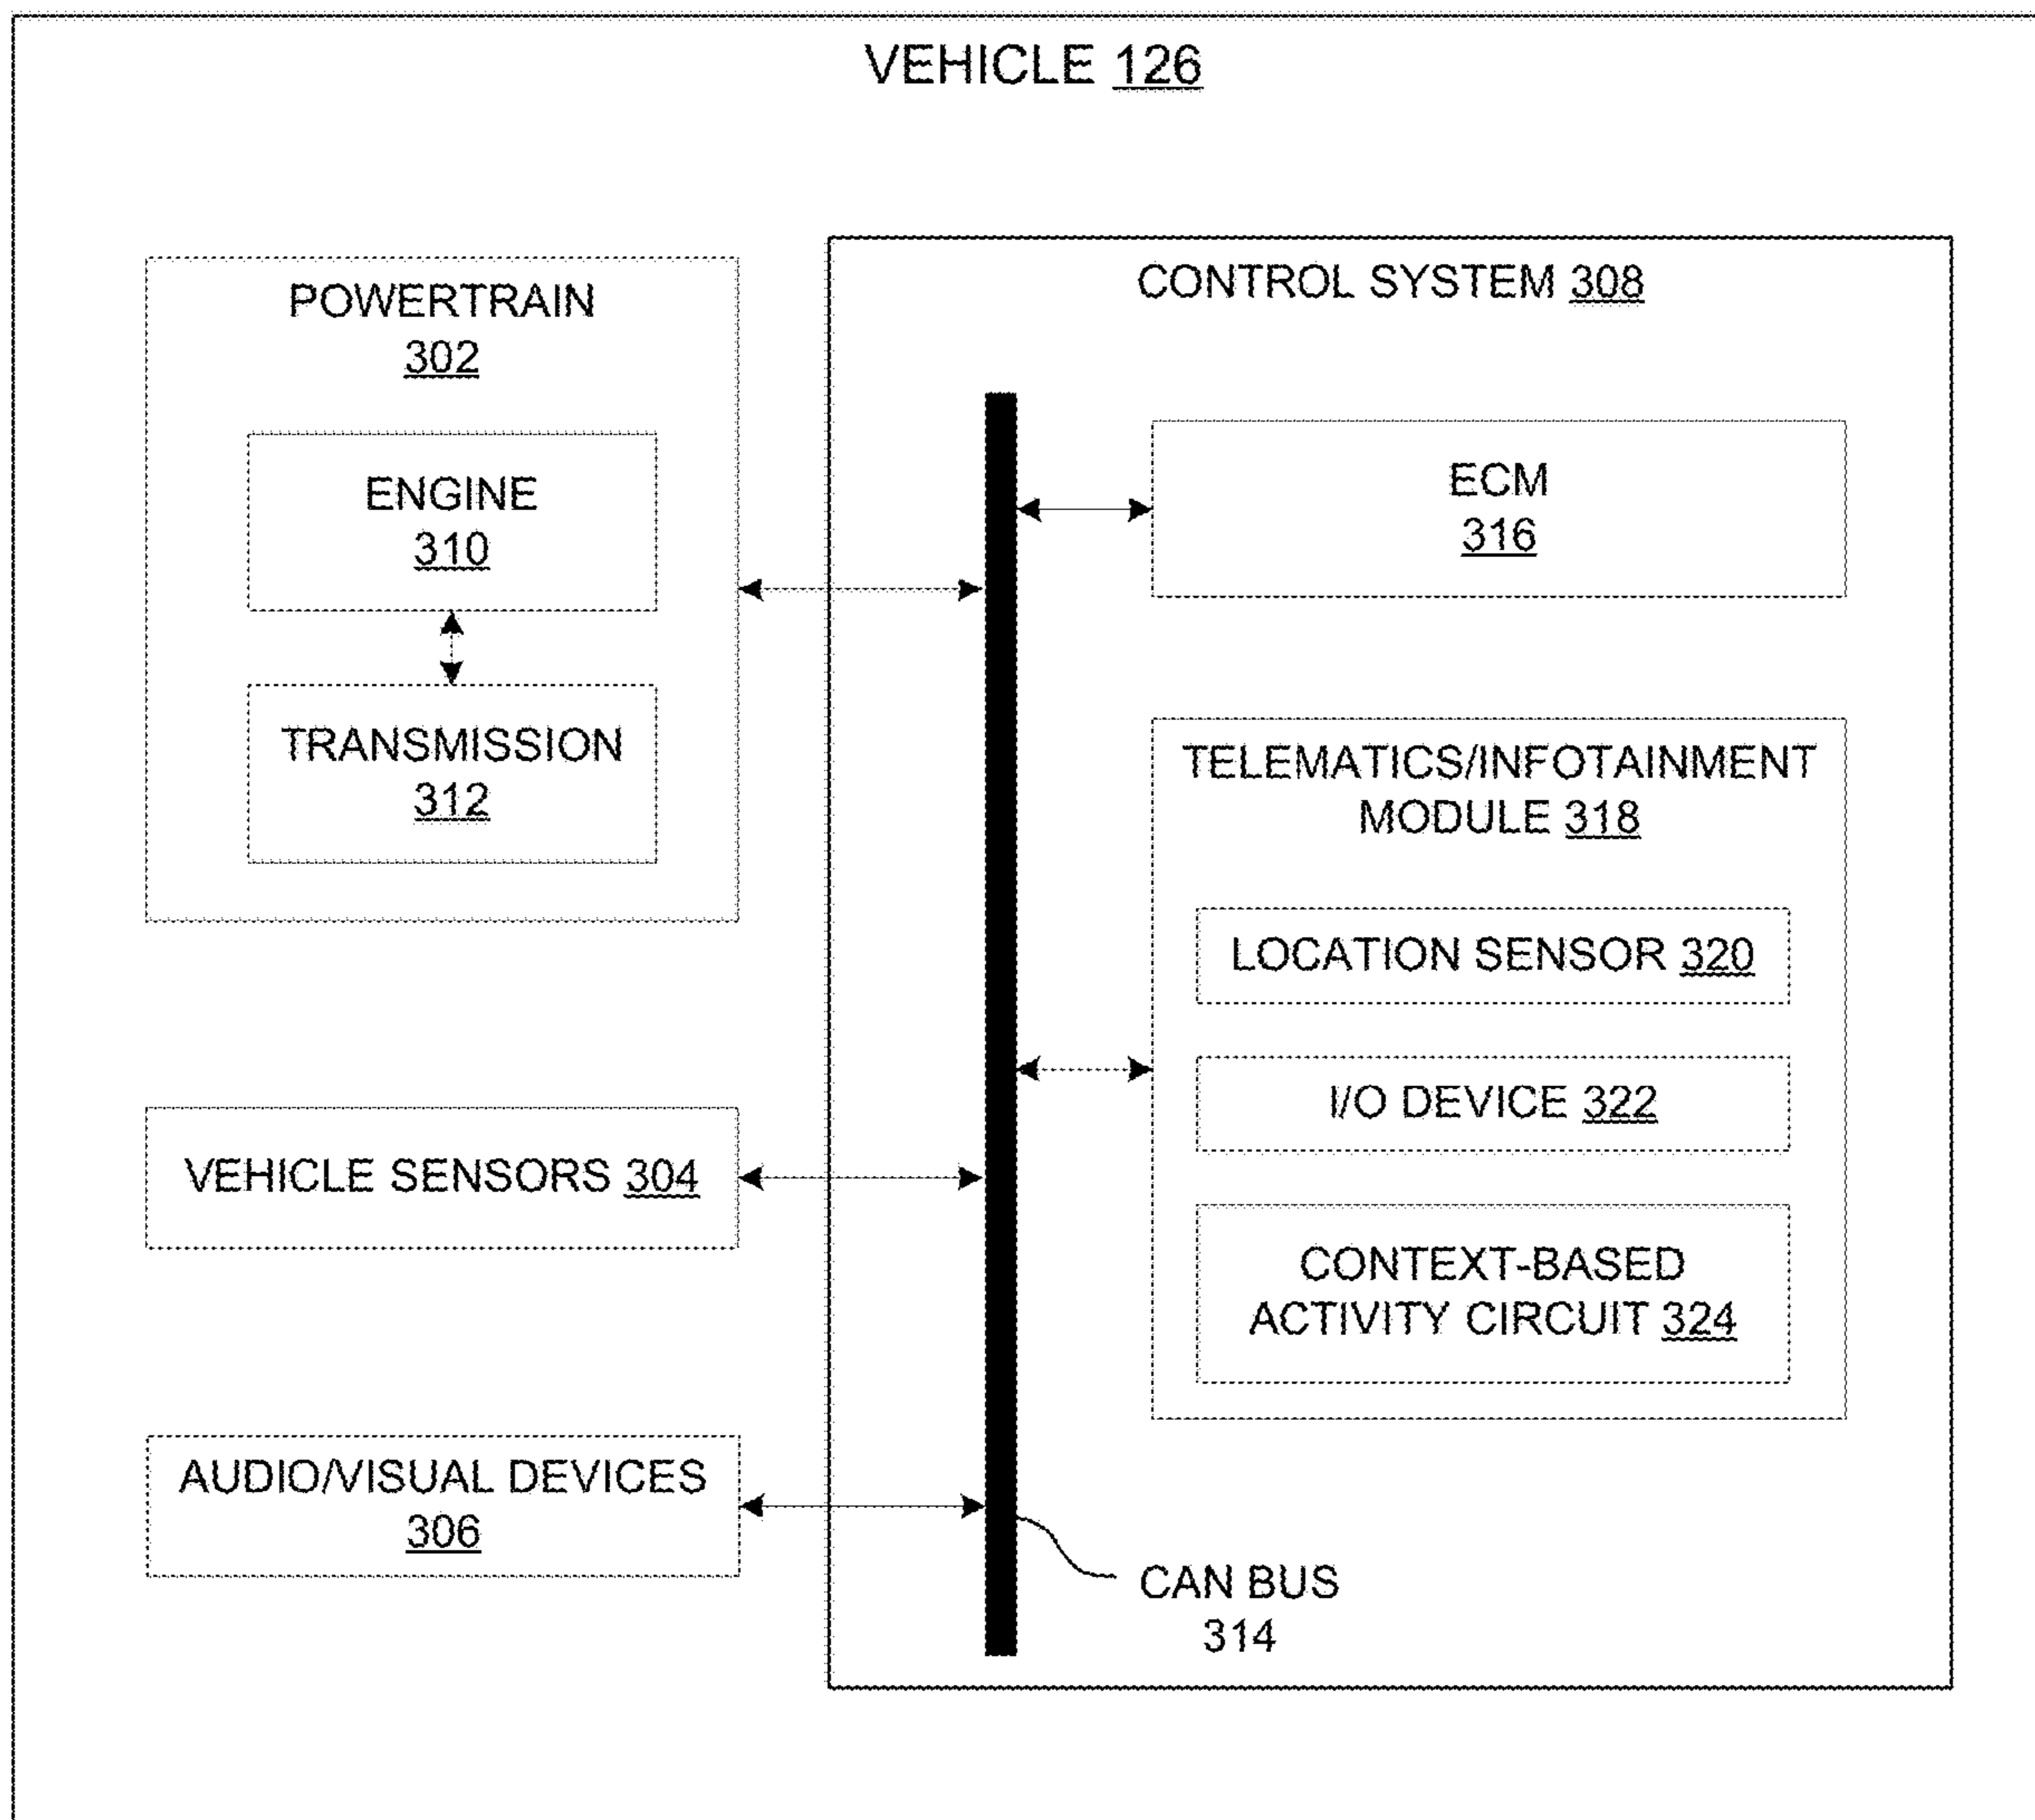 VEHICLE 126
POWERTRAIN
302
ENGINE
310
TRANSMISSION
312
VEHICLE SENSORS 304
AUDIO/VISUAL DEVICES
306
CONTROL SYSTEM 308
ECM
316
TELEMATICS/INFOTAINMENT
MODULE 318
LOCATION SENSOR 320
I/O DEVICE 322
CONTEXT-BASED
ACTIVITY CIRCUIT 324
CAN BUS
314